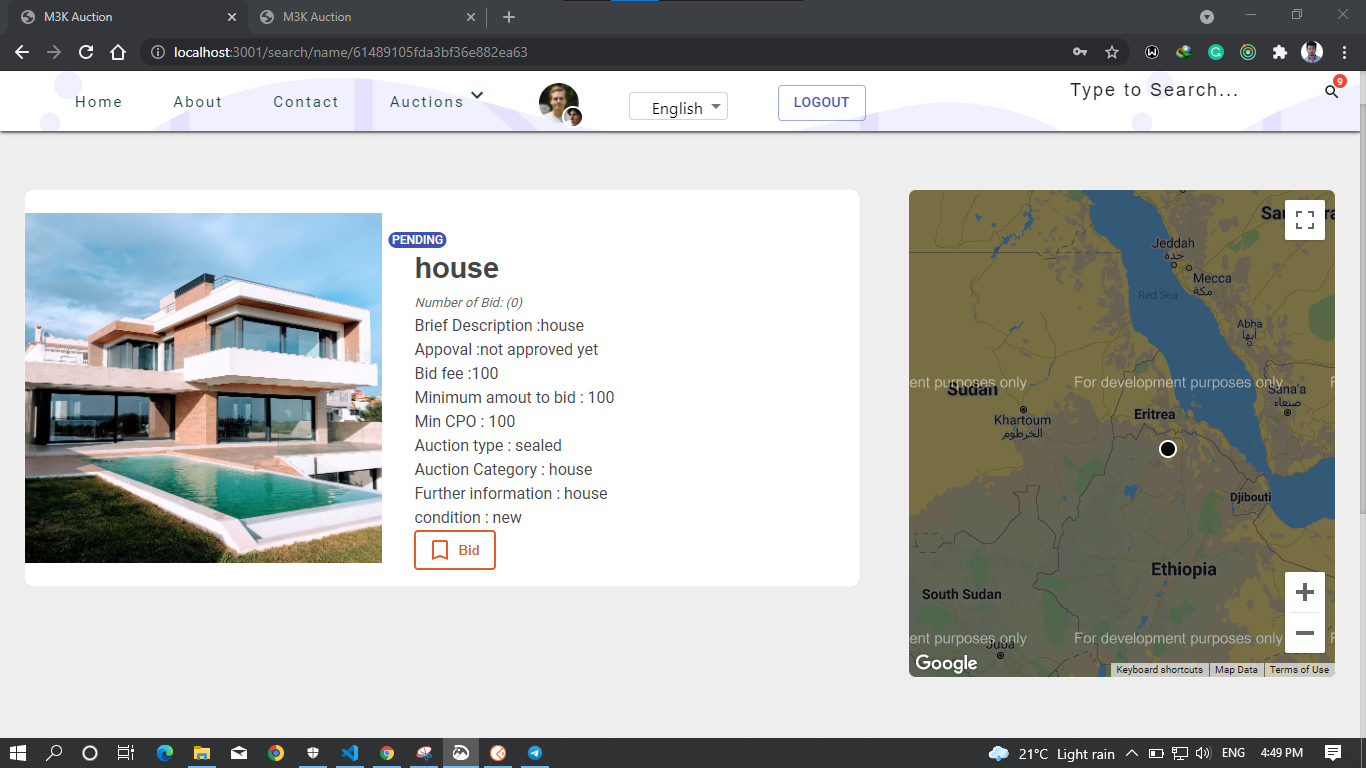 M3K Auction
M3K Auction
localhost:3001/search/name/61489105fda3bf36e882ea63
Home
About
Contact
Auctions
English
LOGOUT
Type to Search...
9
PENDING
house
Number of Bid: (0)
Brief Description :house
Appoval :not approved yet
Bid fee :100
Minimum amout to bid : 100
Min CPO : 100
Auction type : sealed
Auction Category : house
Further information : house
condition : new
Bid
Jeddah
جدة
Mecca
مكة
Red Sea
Abha
أبها
ent purposes only
For development purposes only
Sudan
Sana'a
صنعاء
Khartoum
الخرطوم
Eritrea
Djibouti
Ethiopia
South Sudan
ent purposes only
For development purposes only
Juba
Google
Keyboard shortcuts
Map Data
Terms of Use
21°C Light rain
ENG
4:49 PM